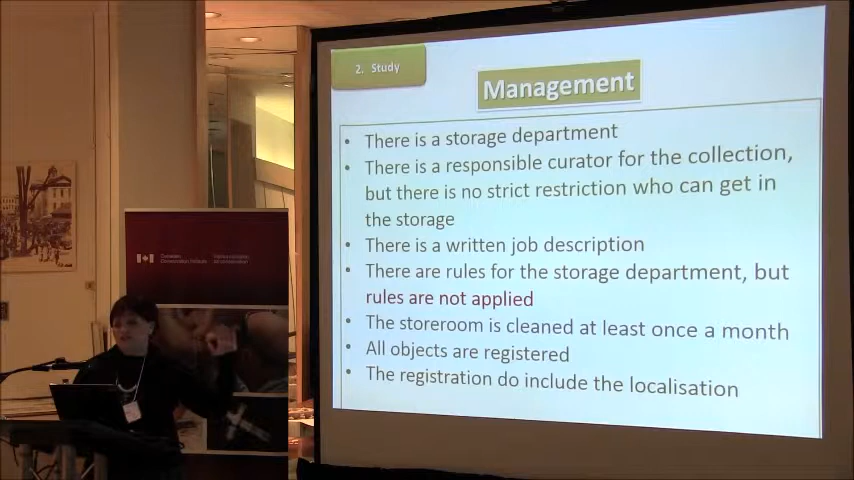 2. Study
Management
• There is a storage department
• There is a responsible curator for the collection,
but there is no strict restriction who can get in
the storage
• There is a written job description
• There are rules for the storage department, but
rules are not applied
• The storeroom is cleaned at least once a month
• All objects are registered
• The registration do include the localisation
Canadian
Conservation Institute